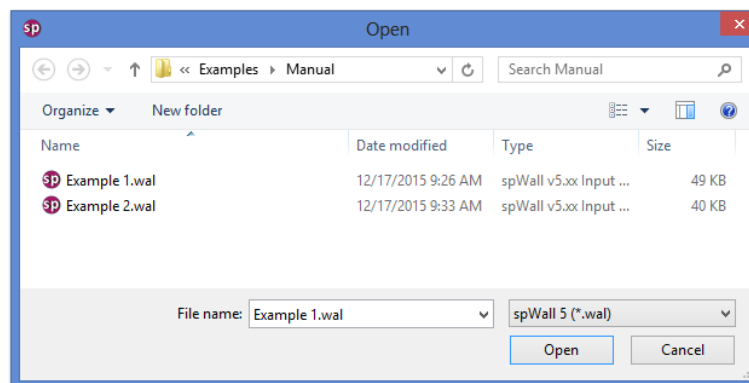 sp Open
« Examples Manual Search Manual
Organize New folder
Name Date modified Type Size
sp Example 1.wal 12/17/2015 9:26 AM spWall v5.xx Input ... 49 KB
sp Example 2.wal 12/17/2015 9:33 AM spWall v5.xx Input ... 40 KB
File name: Example 1.wal spWall 5 (*.wal)
Open Cancel